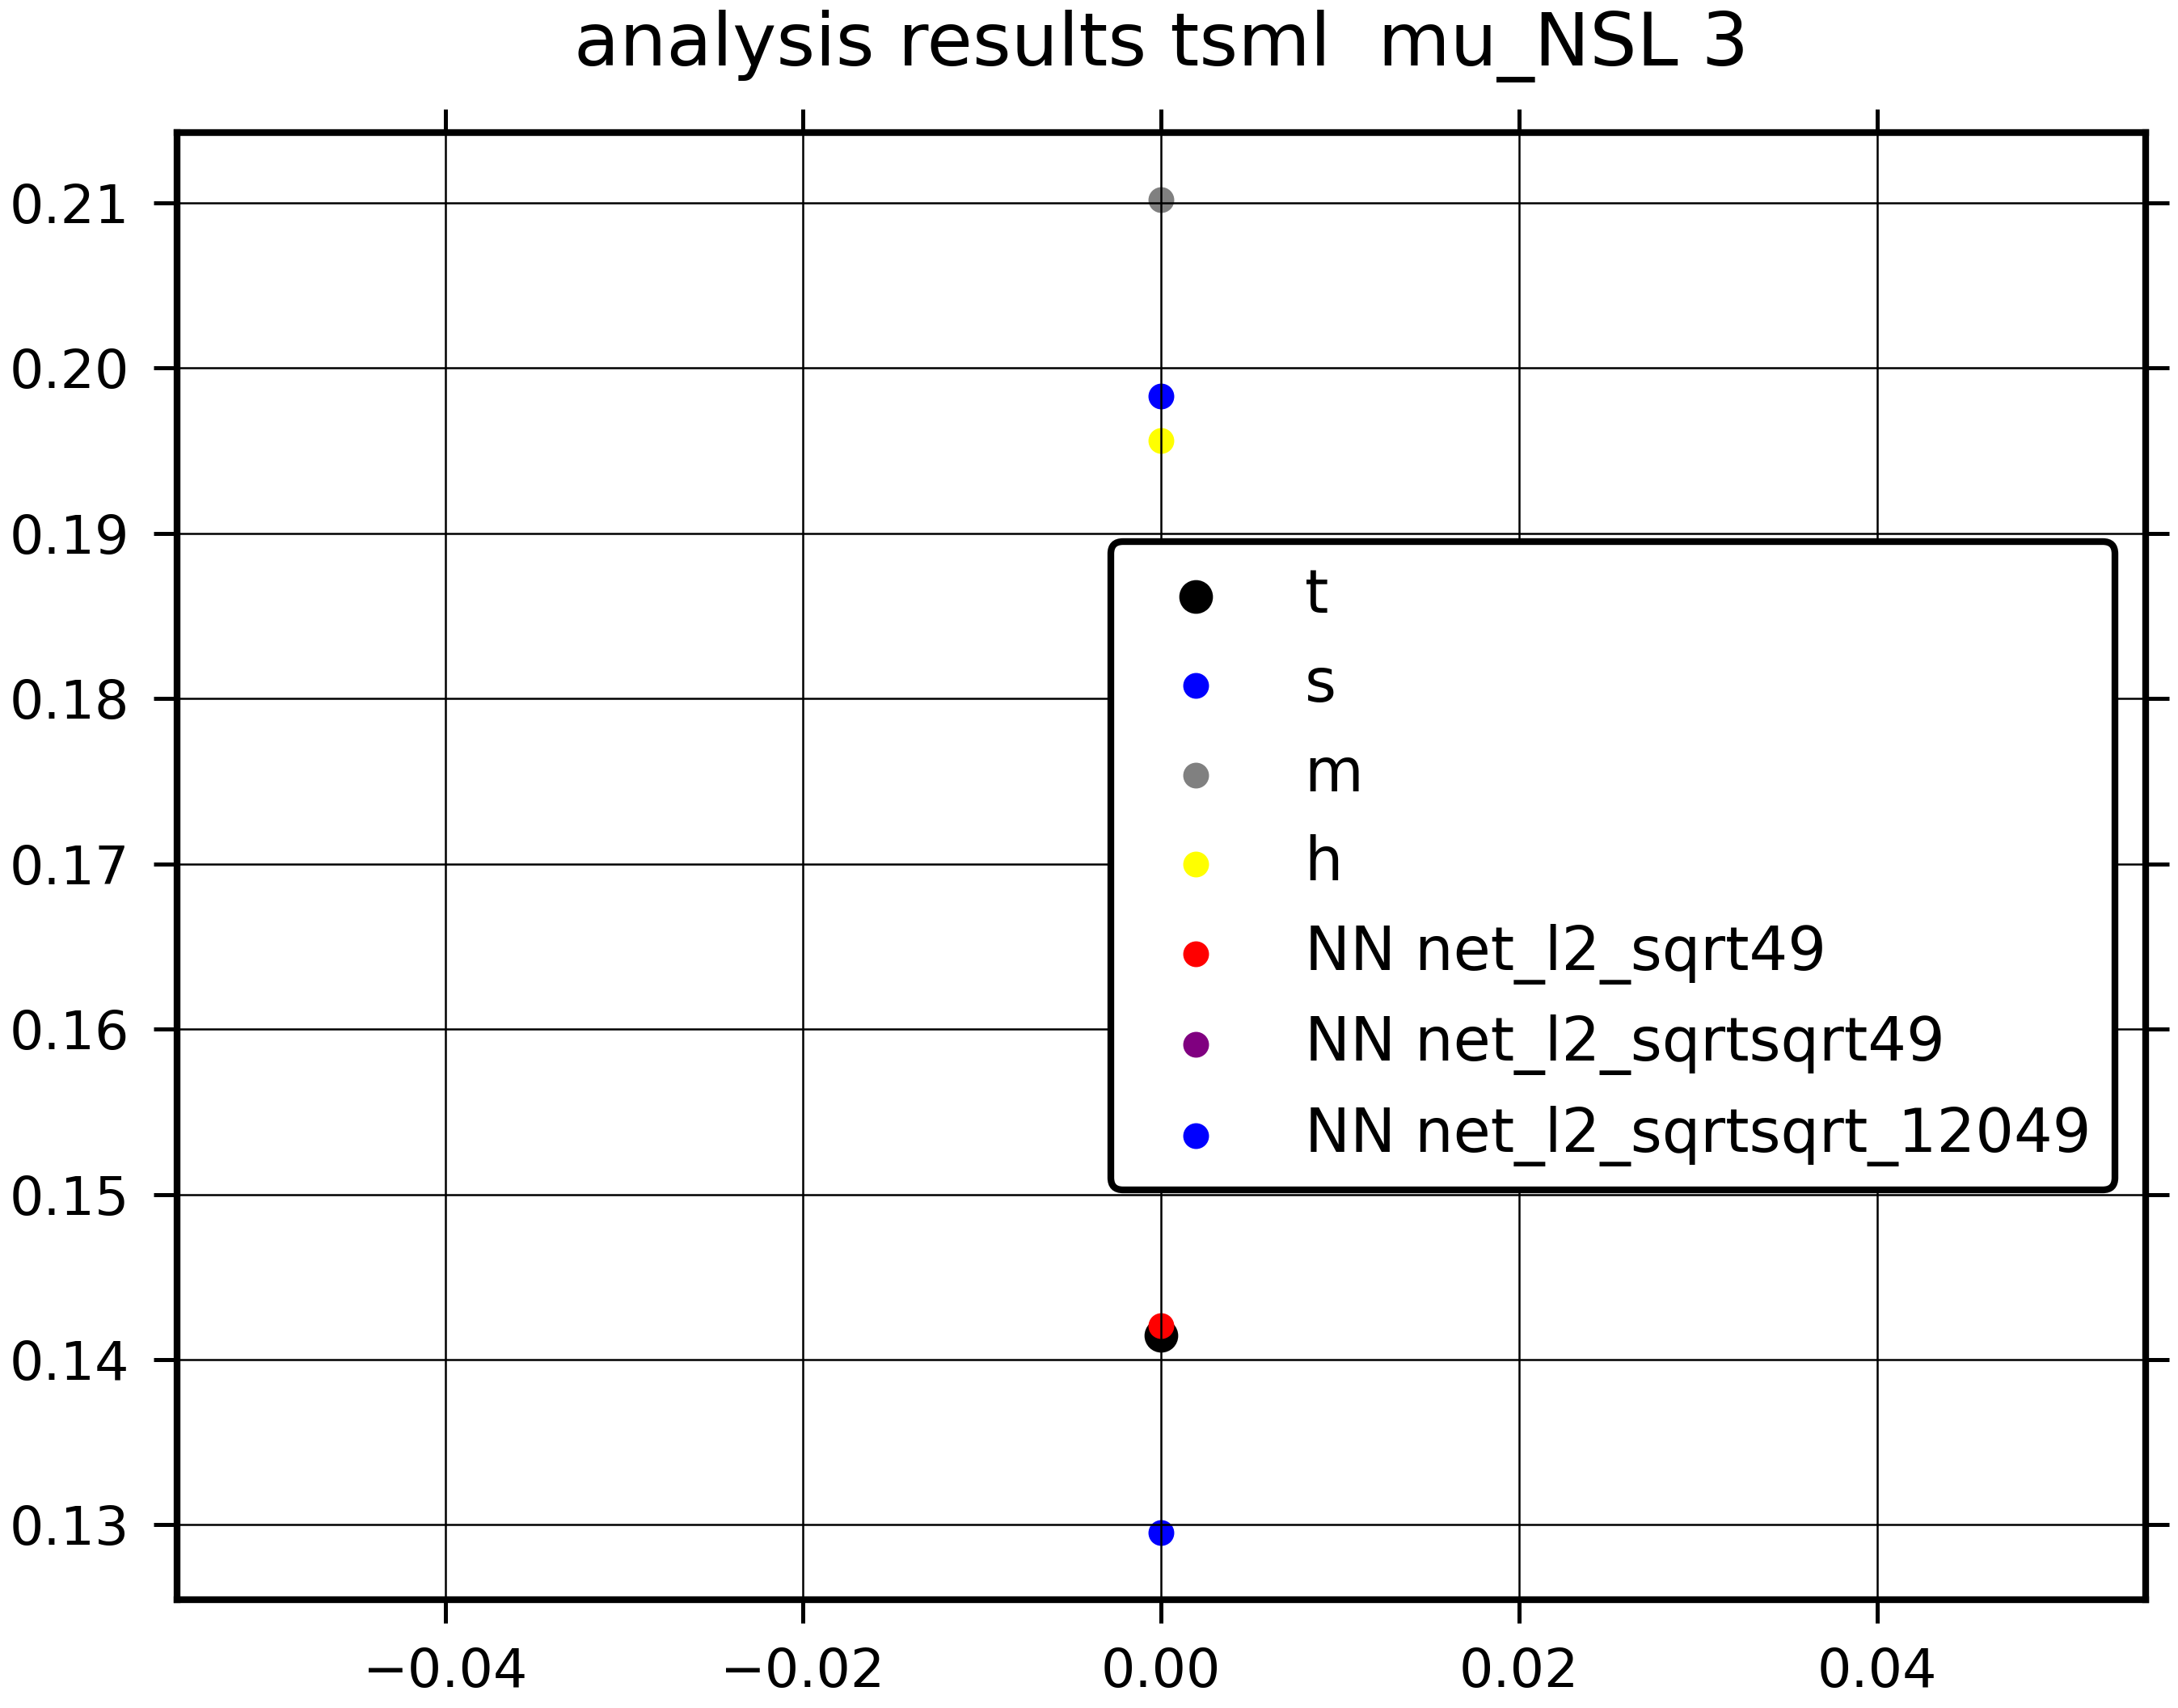 analysis results tsml  mu_NSL 3
0.21
0.20
0.19
0.18
0.17
0.16
0.15
0.14
0.13
t
s
m
h
NN net_l2_sqrt49
NN net_l2_sqrtsqrt49
NN net_l2_sqrtsqrt_12049
−0.04
−0.02
0.00
0.02
0.04